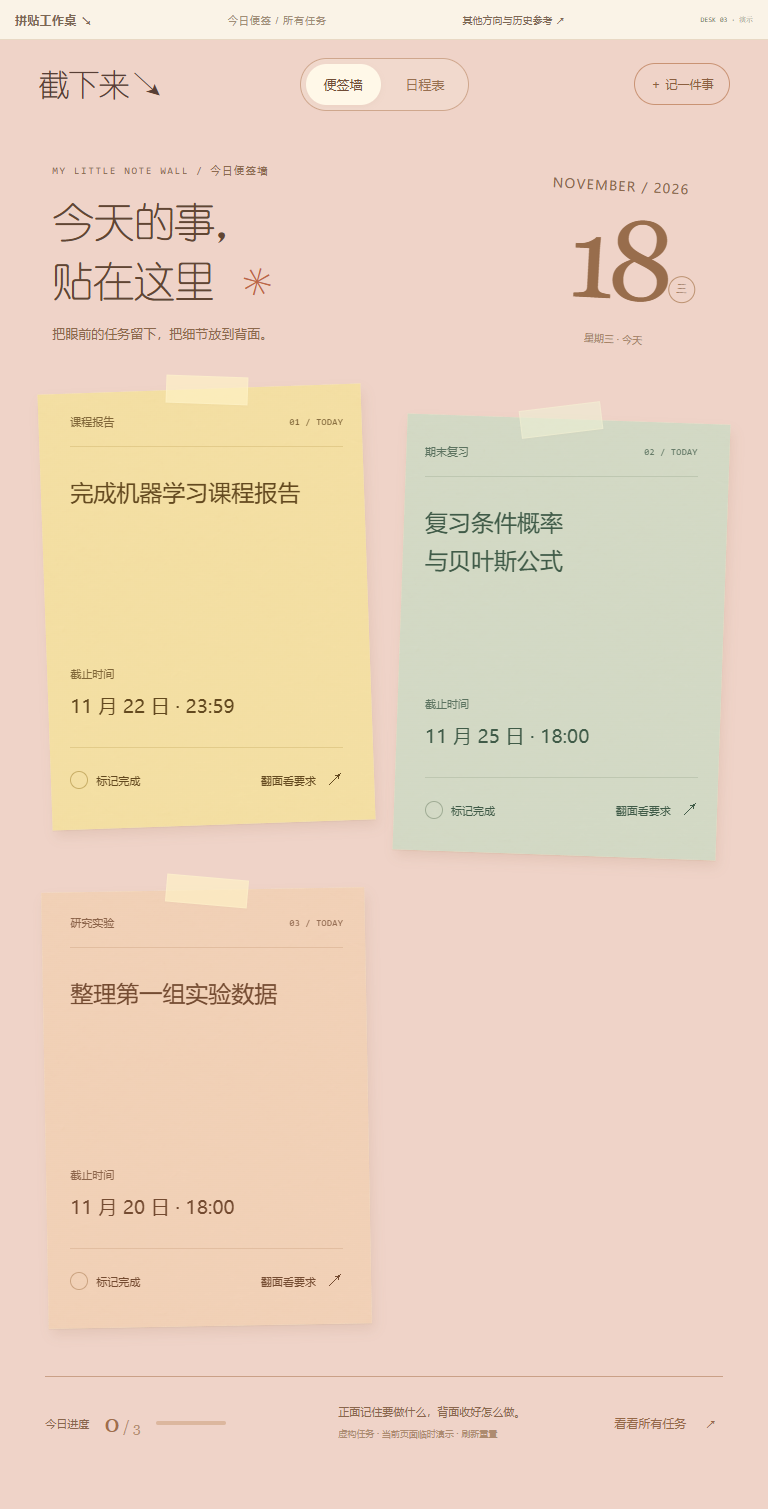 拼贴工作桌 ↘
今日便签 / 所有任务
其他方向与历史参考 ↗
DESK 03 · 演示
截下来
便签墙
日程表
+ 记一件事
MY LITTLE NOTE WALL / 今日便签墙
今天的事，
贴在这里
把眼前的任务留下，把细节放到背面。
NOVEMBER / 2026
18
三
星期三 · 今天
课程报告
01 / TODAY
完成机器学习课程报告
截止时间
11 月 22 日 · 23:59
标记完成
翻面看要求
期末复习
02 / TODAY
复习条件概率
与贝叶斯公式
截止时间
11 月 25 日 · 18:00
标记完成
翻面看要求
研究实验
03 / TODAY
整理第一组实验数据
截止时间
11 月 20 日 · 18:00
标记完成
翻面看要求
今日进度
0 / 3
正面记住要做什么，背面收好怎么做。
虚构任务 · 当前页面临时演示 · 刷新重置
看看所有任务 ↗